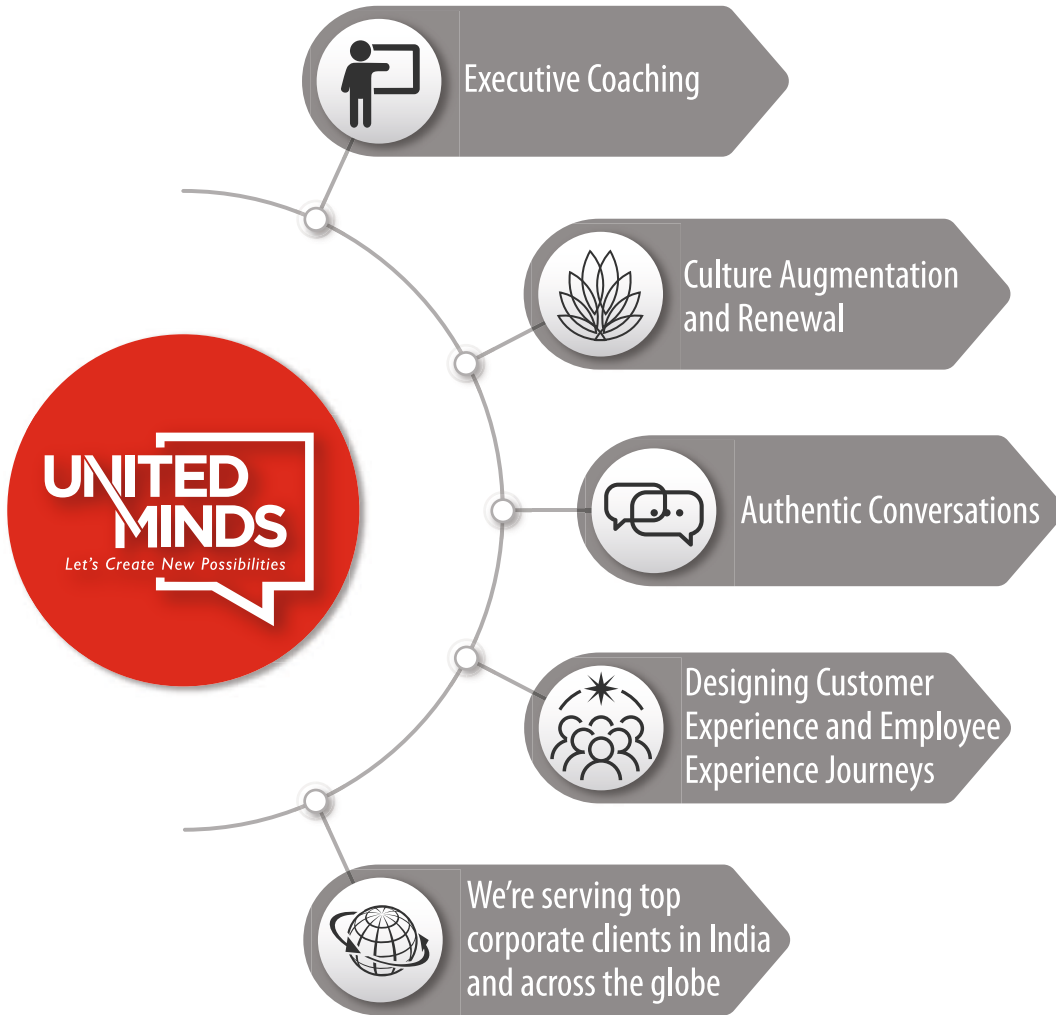 Executive Coaching
Culture Augmentation
and Renewal
UNITED
MINDS
Let's Create New Possibilities
Authentic Conversations
Designing Customer
Experience and Employee
Experience Journeys
We're serving top
corporate clients in India
and across the globe